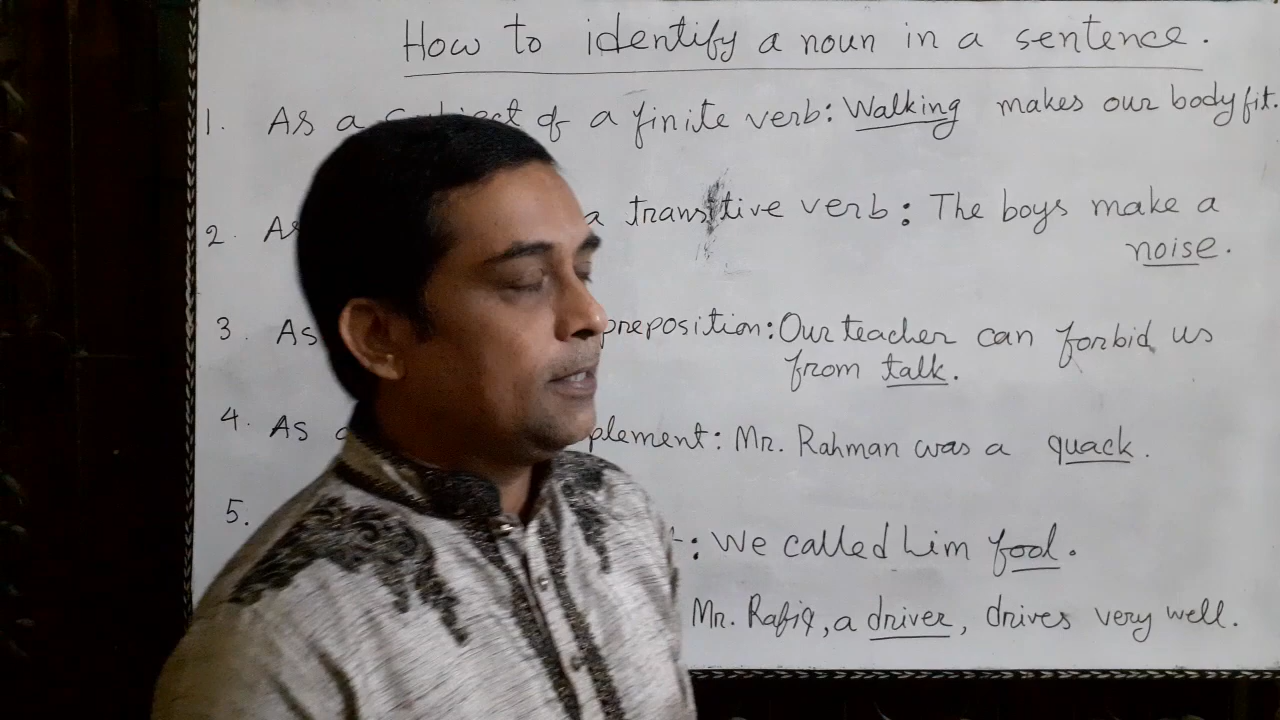 How to identify a noun in a sentence.
1. As a subject of a finite verb: Walking makes our body fit.
2. As a transitive verb: The boys make a
noise.
3. As preposition: Our teacher can forbid us
from talk.
4. As plement: Mr. Rahman was a quack.
5.
: We called him fool.
Mr. Rafiq, a driver, drives very well.